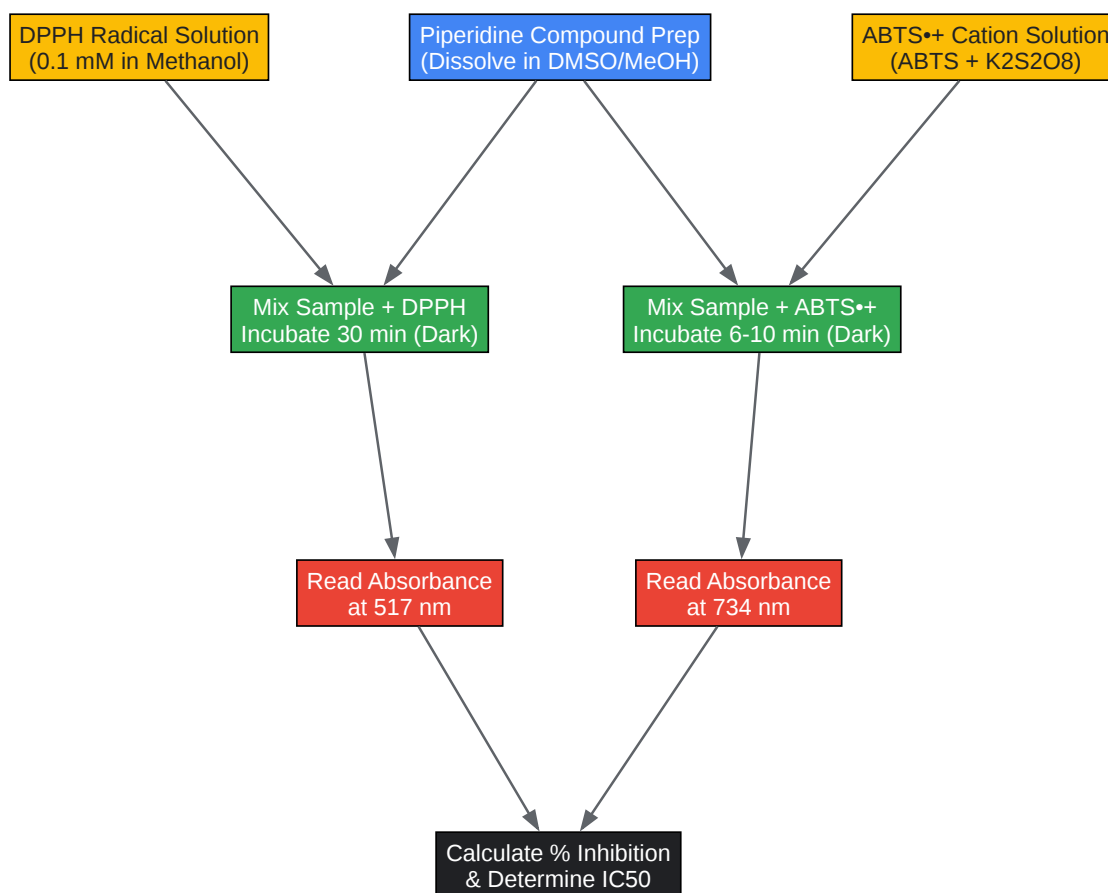 DPPH Radical Solution
(0.1 mM in Methanol)
Piperidine Compound Prep
(Dissolve in DMSO/MeOH)
ABTS•+ Cation Solution
(ABTS + K2S2O8)
Mix Sample + DPPH
Incubate 30 min (Dark)
Mix Sample + ABTS•+
Incubate 6-10 min (Dark)
Read Absorbance
at 517 nm
Read Absorbance
at 734 nm
Calculate % Inhibition
& Determine IC50